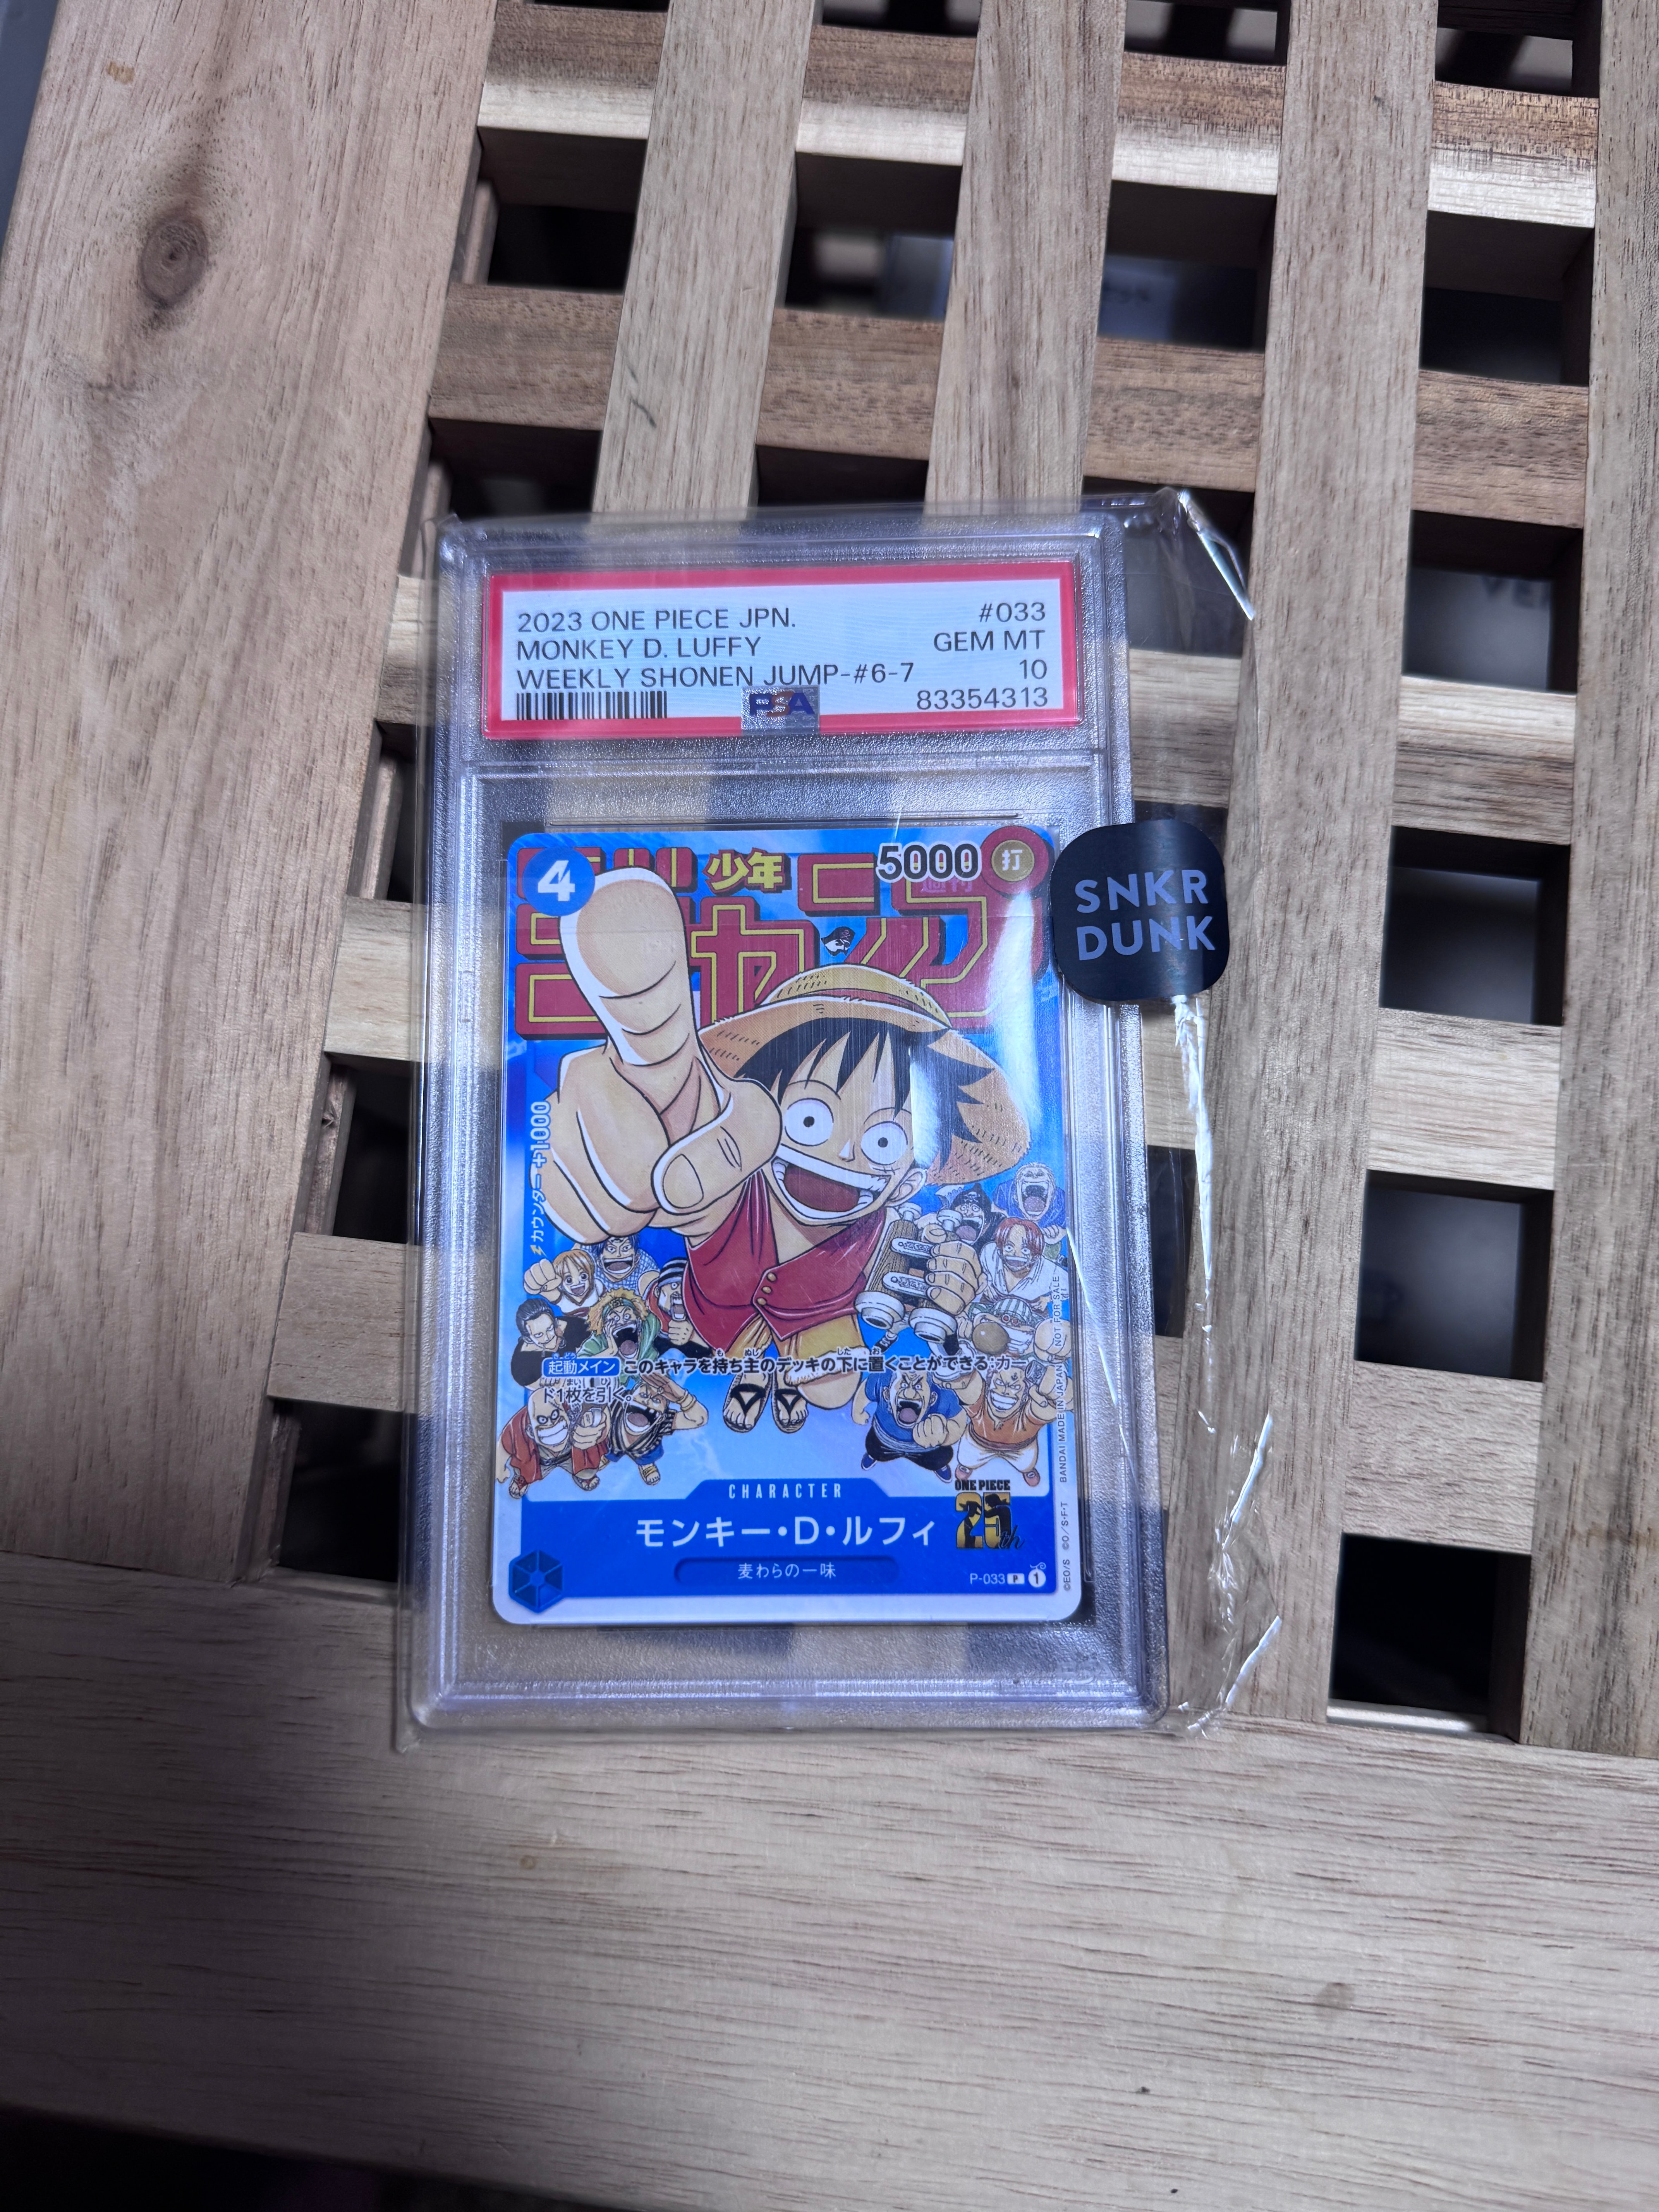 2023 ONE PIECE JPN. #033
MONKEY D. LUFFY GEM MT
WEEKLY SHONEN JUMP-#6-7 10
PSA 83354313
SNKR
DUNK
4
5000 打
少年
ジャンプ
カウンター+1000
起動メイン このキャラを持ち主のデッキの下に置くことができる:カー
ド1枚を引く。
CHARACTER
モンキー・D・ルフィ
ONE PIECE
25th
麦わらの一味
P-033 P 1
©EO/S ©O/S・F・T BANDAI MADE IN JAPAN NOT FOR SALE